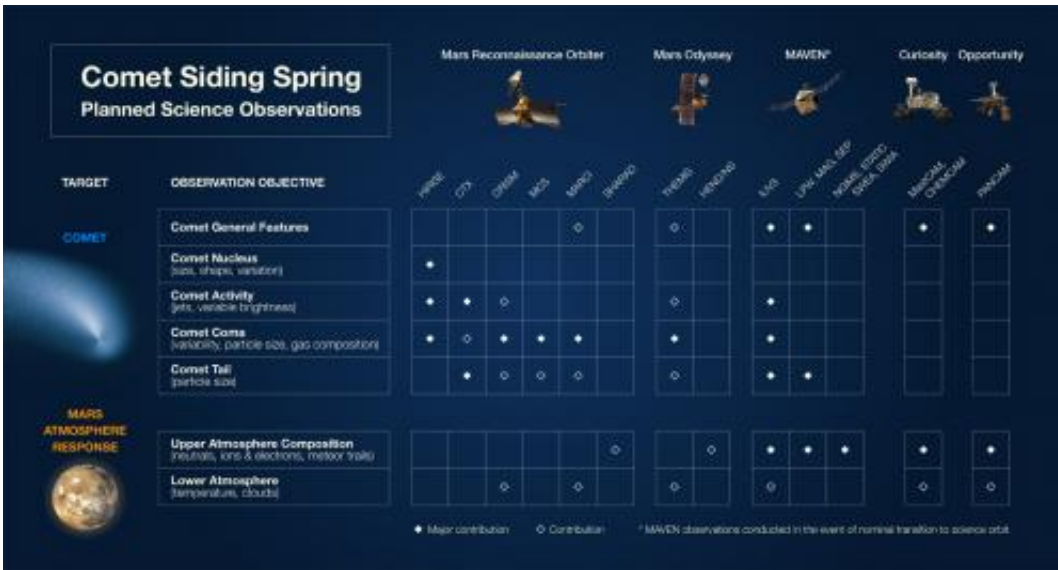 Comet Siding Spring
Planned Science Observations
Mars Reconnaissance Orbiter
Mars Odyssey
MAVEN*
Curiosity
Opportunity
TARGET
OBSERVATION OBJECTIVE
HiRISE
CTX
CRISM
MCS
MARCI
SHARAD
THEMIS
HEND/NS
IUVS
LPW, MAG, SEP
NGIMS, STATIC
SWEA, SWIA
MastCAM,
CHEMCAM
PANCAM
COMET
Comet General Features
Comet Nucleus
(size, shape, variation)
Comet Activity
(jets, variable brightness)
Comet Coma
(variability, particle size, gas composition)
Comet Tail
(particle size)
MARS
ATMOSPHERE
RESPONSE
Upper Atmosphere Composition
(neutrals, ions & electrons, meteor trails)
Lower Atmosphere
(temperature, clouds)
Major contribution
Contribution
* MAVEN observations conducted in the event of nominal transition to science orbit